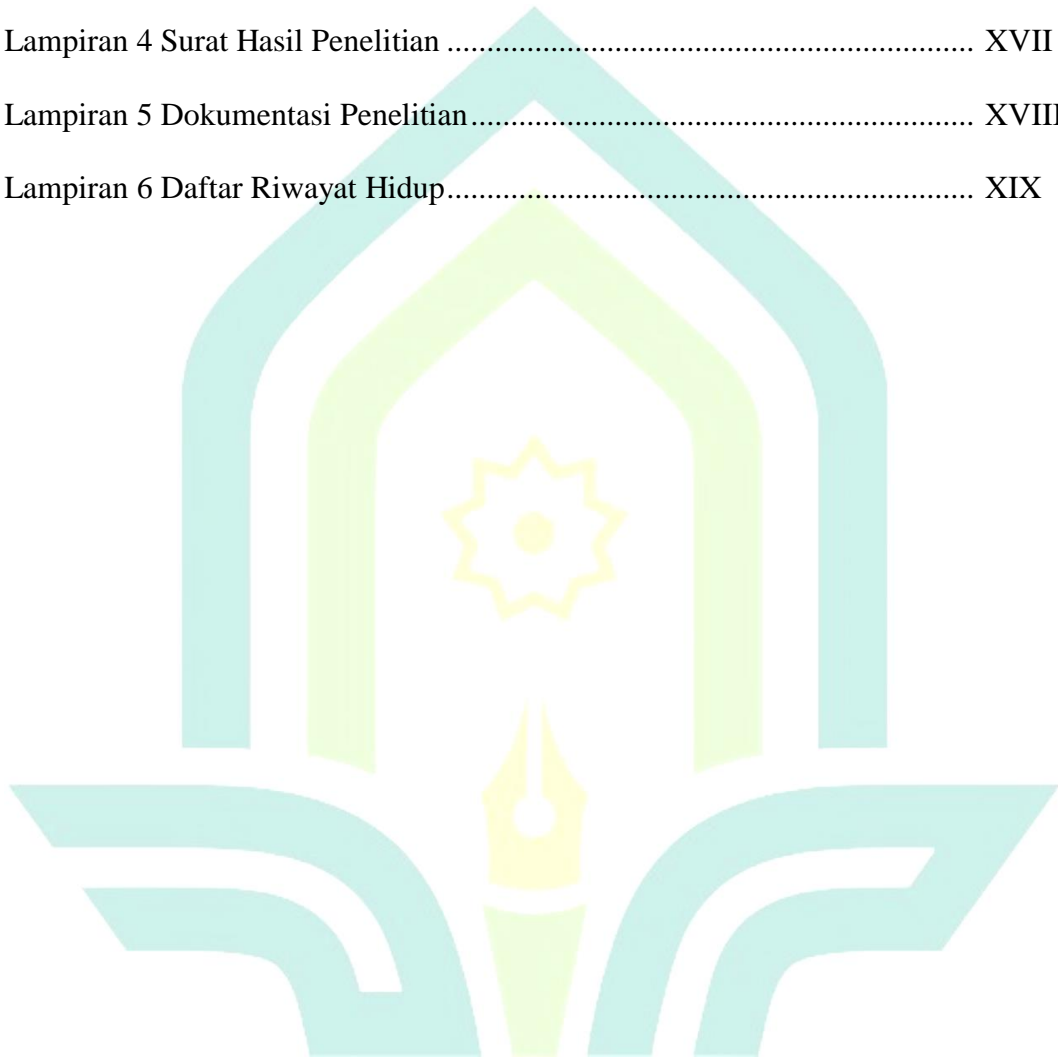 Lampiran 4 Surat Hasil Penelitian ........................................................................ XVII
Lampiran 5 Dokumentasi Penelitian..................................................................... XVIII
Lampiran 6 Daftar Riwayat Hidup........................................................................ XIX